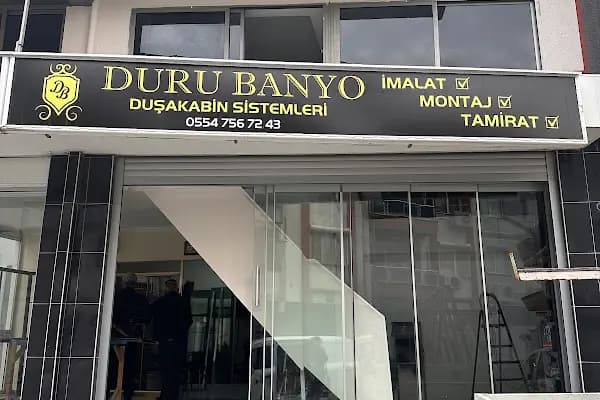 DB
DURU BANYO
DUŞAKABİN SİSTEMLERİ
0554 756 72 43
İMALAT
MONTAJ
TAMİRAT